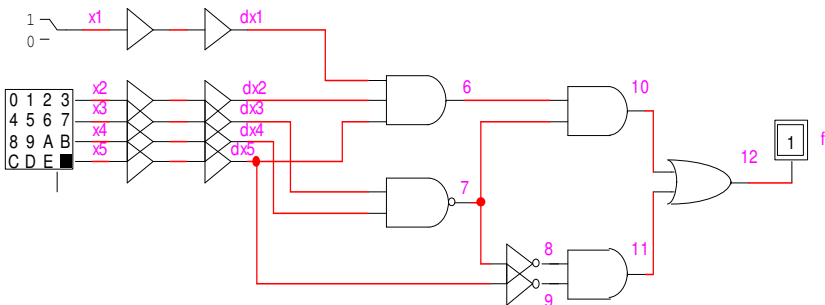 1 x1 dx1
0
x2 dx2 6 10
0 1 2 3 x3 dx3
4 5 6 7 x4 dx4
8 9 A B x5 dx5
C D E
1 f
12
7
8 11
9